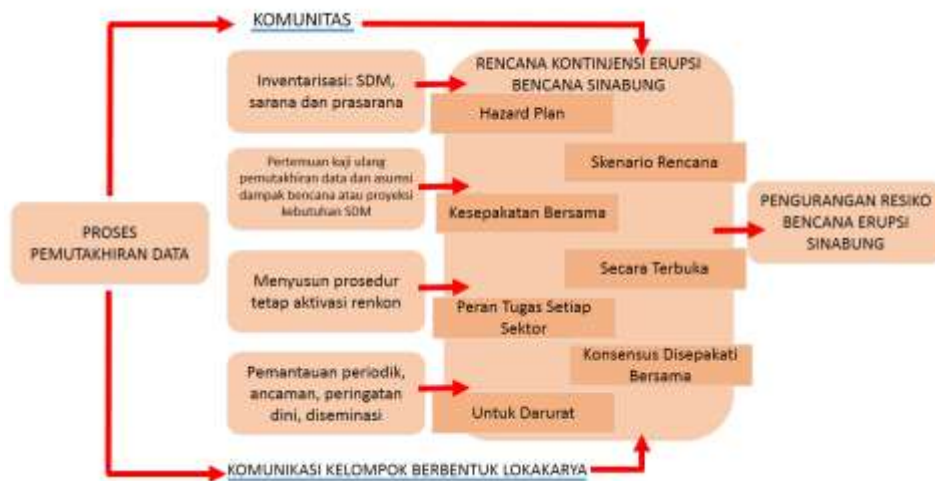 KOMUNITAS
PROSES
PEMUTAKHIRAN DATA
Inventarisasi: SDM,
sarana dan prasarana
Pertemuan kaji ulang
pemutakhiran data dan asumsi
dampak bencana atau proyeksi
kebutuhan SDM
Menyusun prosedur
tetap aktivasi renkon
Pemantauan periodik,
ancaman, peringatan
dini, diseminasi
RENCANA KONTINJENSI ERUPSI
BENCANA SINABUNG
Hazard Plan
Skenario Rencana
Kesepakatan Bersama
Secara Terbuka
Peran Tugas Setiap
Sektor
Konsensus Disepakati
Bersama
Untuk Darurat
PENGURANGAN RESIKO
BENCANA ERUPSI
SINABUNG
KOMUNIKASI KELOMPOK BERBENTUK LOKAKARYA